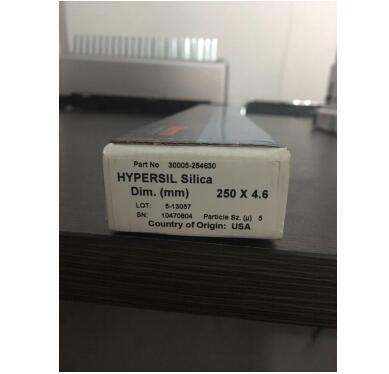 Part No 30005-254630
HYPERSIL Silica
Dim. (mm) 250 X 4.6
LOT: 5-13057
SN: 10470804 Particle Sz. (µ) 5
Country of Origin: USA